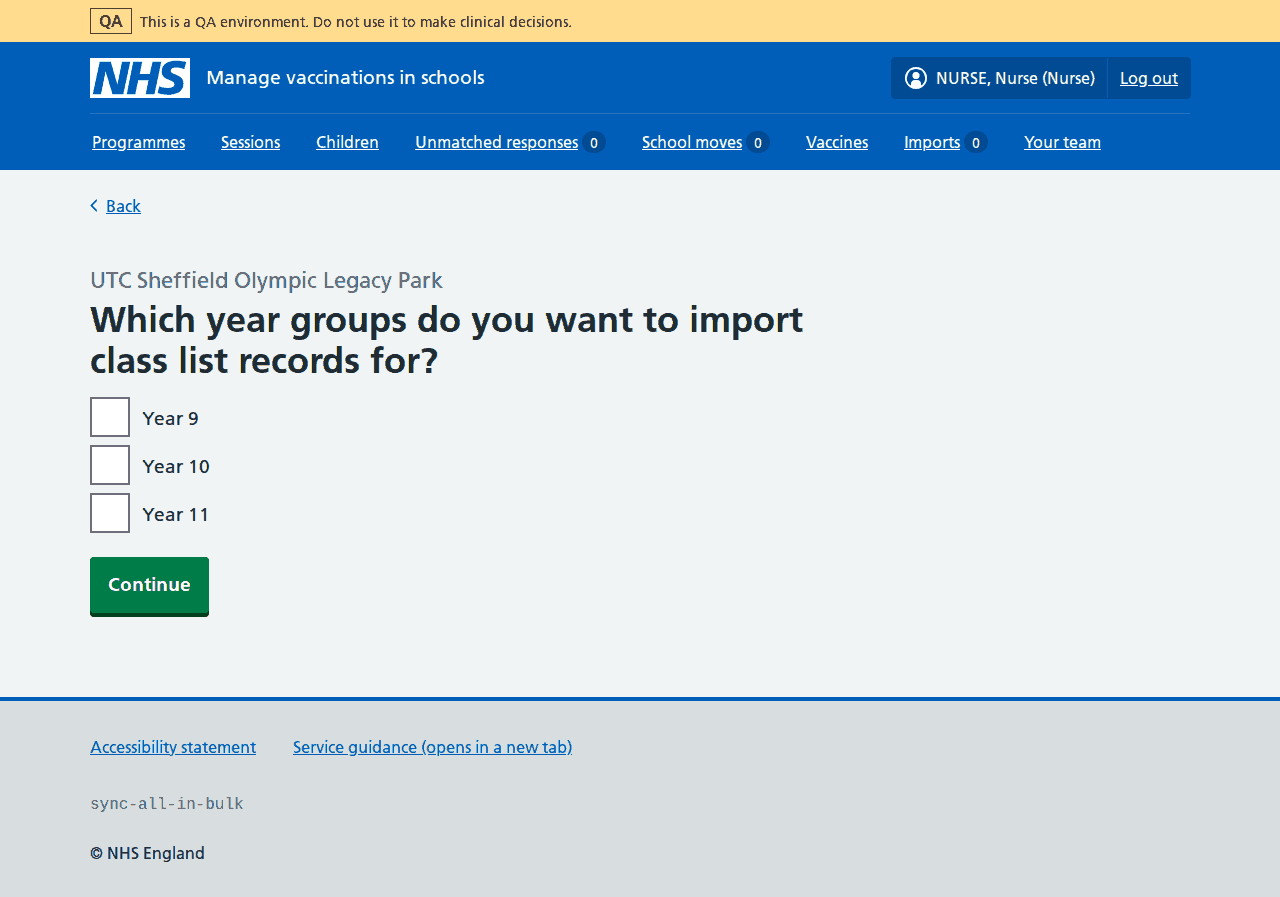 QA This is a QA environment. Do not use it to make clinical decisions.
NHS Manage vaccinations in schools NURSE, Nurse (Nurse) Log out
Programmes Sessions Children Unmatched responses 0 School moves 0 Vaccines Imports 0 Your team
Back
UTC Sheffield Olympic Legacy Park
Which year groups do you want to import
class list records for?
Year 9
Year 10
Year 11
Continue
Accessibility statement Service guidance (opens in a new tab)
sync-all-in-bulk
© NHS England